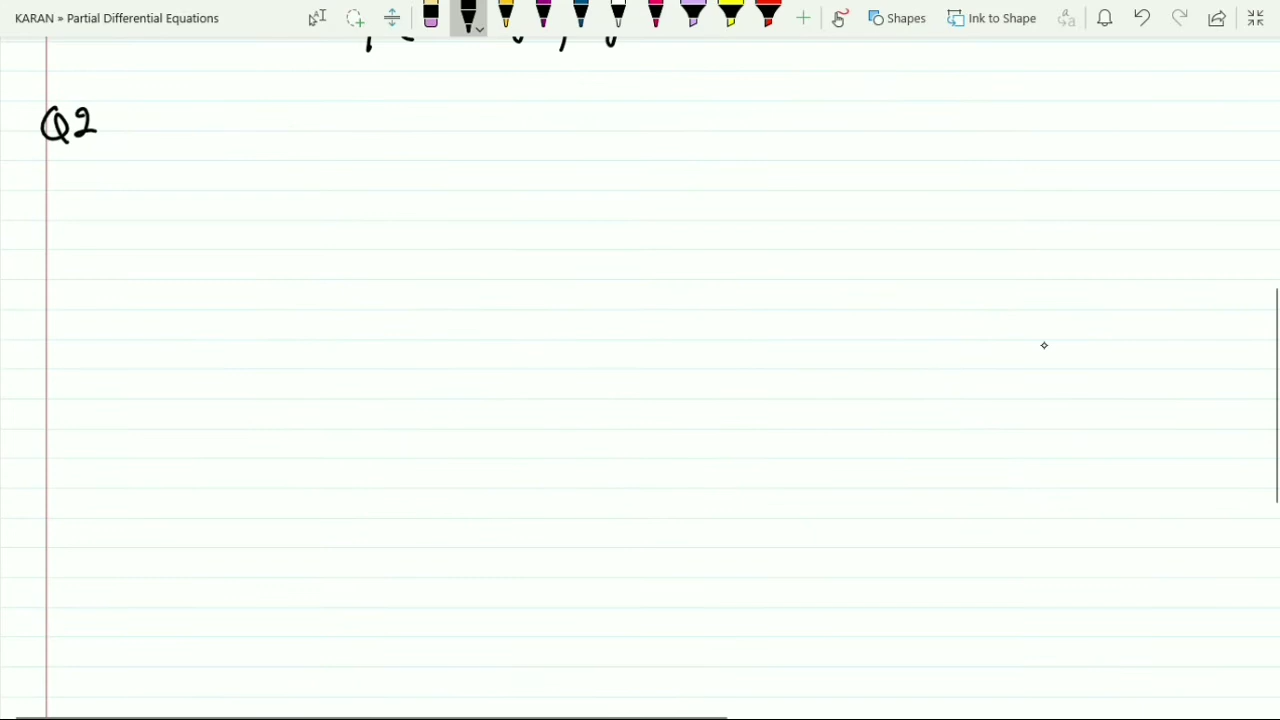 KARAN » Partial Differential Equations
Shapes
Ink to Shape
Q2